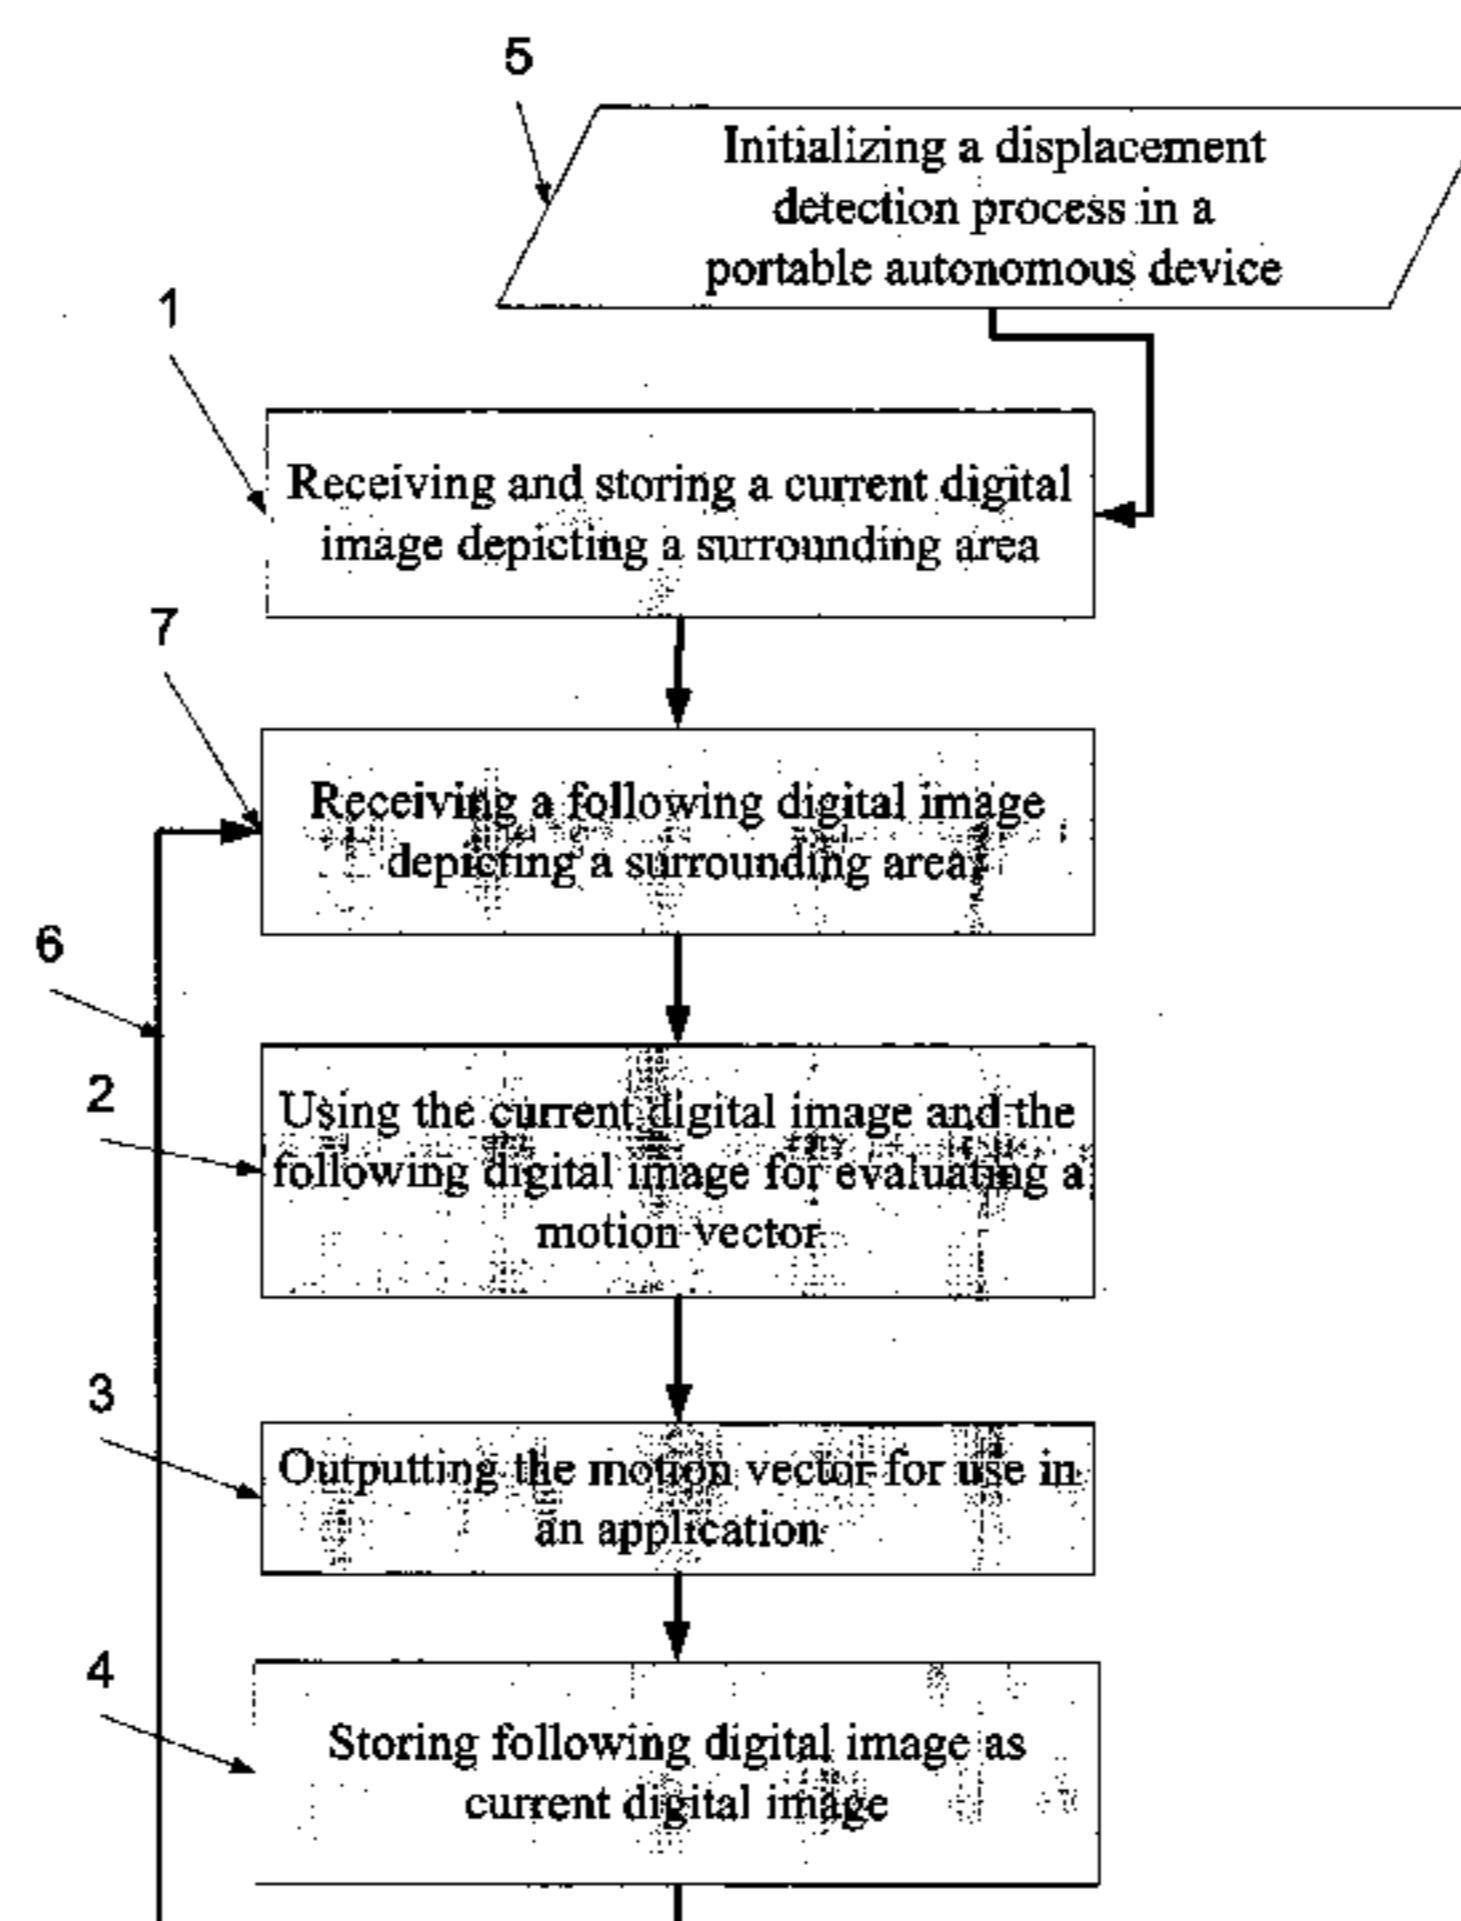 5
Initializing a displacement
detection process in a
portable autonomous device
1
Receiving and storing a current digital
image depicting a surrounding area
7
Receiving a following digital image
depicting a surrounding area
6
2
Using the current digital image and the
following digital image for evaluating a
motion vector
3
Outputting the motion vector for use in
an application
4
Storing following digital image as
current digital image